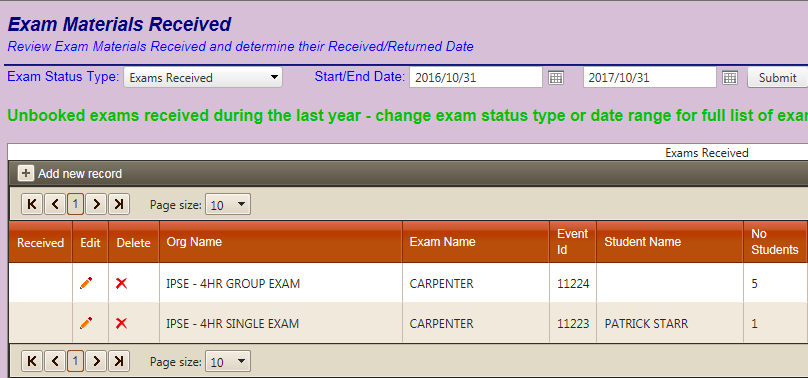 Exam Materials Received
Review Exam Materials Received and determine their Received/Returned Date
Exam Status Type: Exams Received Start/End Date: 2016/10/31 2017/10/31 Submit
Unbooked exams received during the last year - change exam status type or date range for full list of
Exams Received
Add new record
1 Page size: 10
Received Edit Delete Org Name Exam Name Event Id Student Name No Students
IPSE - 4HR GROUP EXAM CARPENTER 11224 5
IPSE - 4HR SINGLE EXAM CARPENTER 11223 PATRICK STARR 1
1 Page size: 10